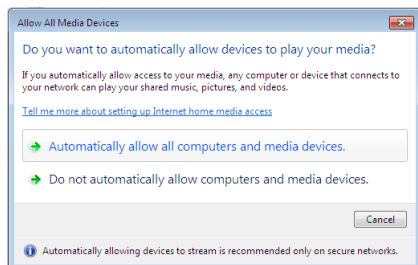 Allow All Media Devices
Do you want to automatically allow devices to play your media?
If you automatically allow access to your media, any computer or device that connects to
your network can play your shared music, pictures, and videos.
Tell me more about setting up Internet home media access
Automatically allow all computers and media devices.
Do not automatically allow computers and media devices.
Cancel
Automatically allowing devices to stream is recommended only on secure networks.